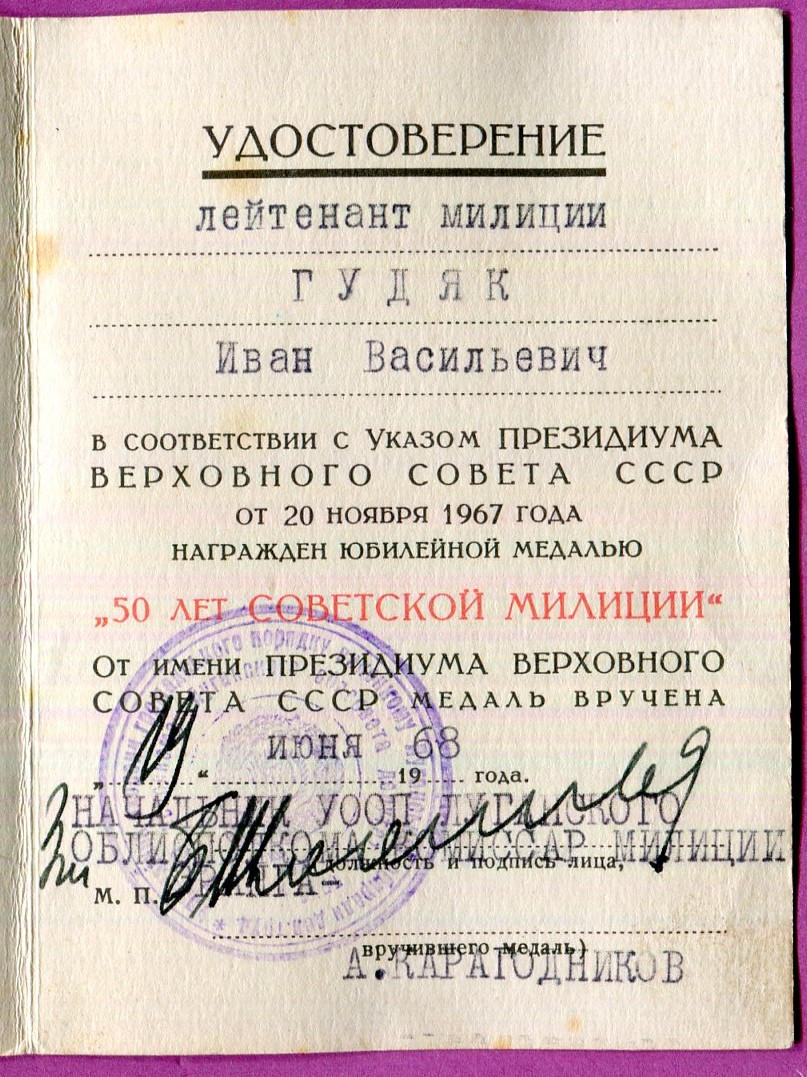 УДОСТОВЕРЕНИЕ
лейтенант милиции
ГУДЯК
Иван Васильевич
В СООТВЕТСТВИИ С УКАЗОМ ПРЕЗИДИУМА
ВЕРХОВНОГО СОВЕТА СССР
ОТ 20 НОЯБРЯ 1967 ГОДА
НАГРАЖДЕН ЮБИЛЕЙНОЙ МЕДАЛЬЮ
„50 ЛЕТ СОВЕТСКОЙ МИЛИЦИИ“
ОТ ИМЕНИ ПРЕЗИДИУМА ВЕРХОВНОГО
СОВЕТА СССР МЕДАЛЬ ВРУЧЕНА
„19“ ИЮНЯ 1968 года.
НАЧАЛЬНИК УООП ЛУГАНСКОГО
ОБЛИСПОЛКОМА КОМИССАР МИЛИЦИИ
(должность и подпись лица,
М. П. РАНГА-
вручившего медаль)
А.КАРАГОДНИКОВ